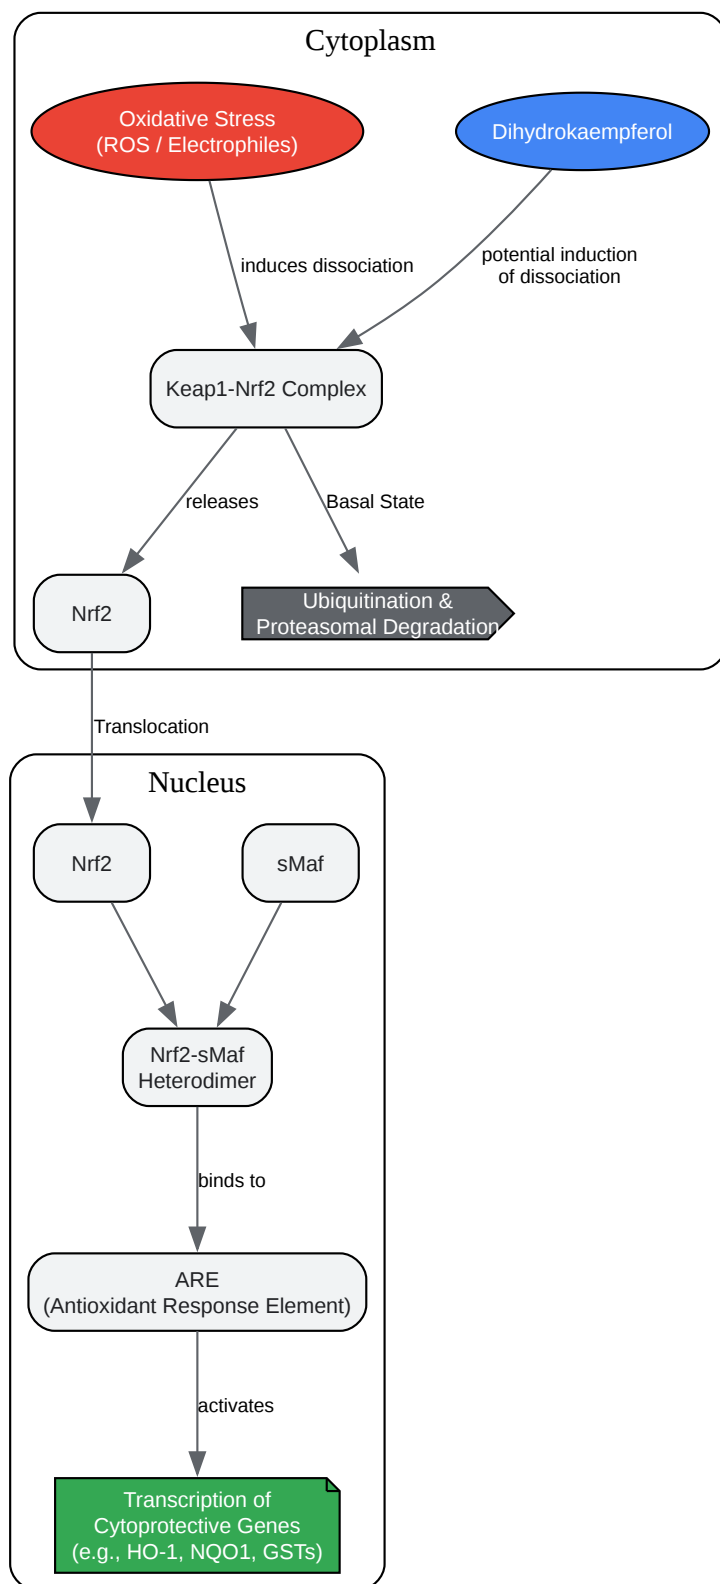 Cytoplasm
Oxidative Stress
(ROS / Electrophiles)
Dihydrokaempferol
induces dissociation
potential induction
of dissociation
Keap1-Nrf2 Complex
releases
Basal State
Nrf2
Ubiquitination &
Proteasomal Degradation
Translocation
Nucleus
Nrf2
sMaf
Nrf2-sMaf
Heterodimer
binds to
ARE
(Antioxidant Response Element)
activates
Transcription of
Cytoprotective Genes
(e.g., HO-1, NQO1, GSTs)